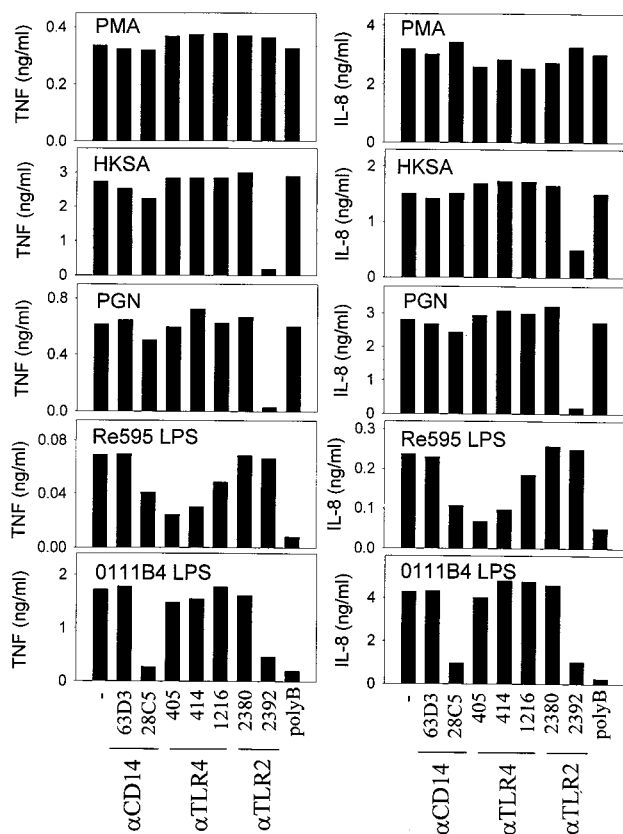 PMA
TNF (ng/ml)
0.4
0.2
0.0
HKSA
TNF (ng/ml)
3
2
1
0
PGN
TNF (ng/ml)
0.6
0.3
0.0
Re595 LPS
TNF (ng/ml)
0.08
0.04
0.00
0111B4 LPS
TNF (ng/ml)
2
1
0
-
63D3
28C5
405
414
1216
2380
2392
polyB
αCD14
αTLR4
αTLR2
PMA
IL-8 (ng/ml)
6
4
2
0
HKSA
IL-8 (ng/ml)
2
1
0
PGN
IL-8 (ng/ml)
3
2
1
0
Re595 LPS
IL-8 (ng/ml)
0.3
0.2
0.1
0.0
0111B4 LPS
IL-8 (ng/ml)
4
2
0
-
63D3
28C5
405
414
1216
2380
2392
polyB
αCD14
αTLR4
αTLR2